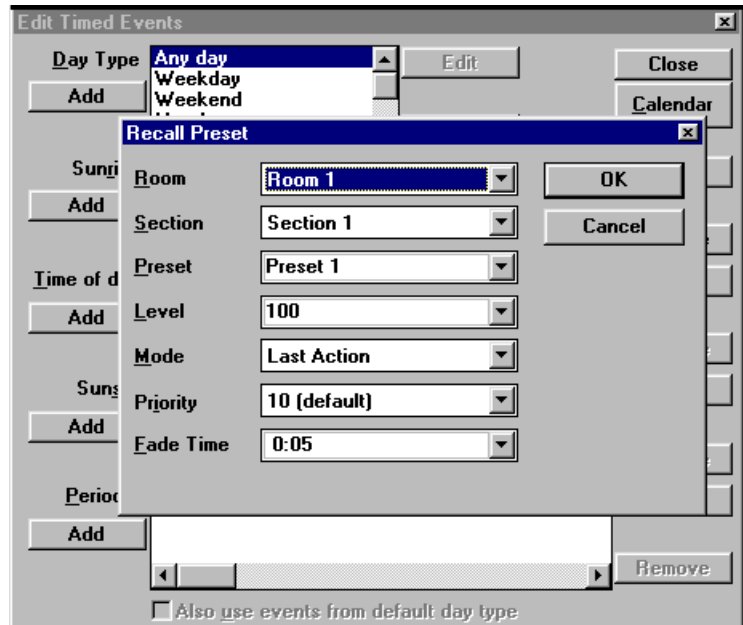 Edit Timed Events
Day Type
Any day
Edit
Close
Weekday
Add
Weekend
Calendar
Recall Preset
Sunri
Room
Room 1
OK
Add
Section
Section 1
Cancel
Preset
Preset 1
Time of d
Level
100
Add
Mode
Last Action
Suns
Priority
10 (default)
Add
Fade Time
0:05
Period
Add
Remove
Also use events from default day type